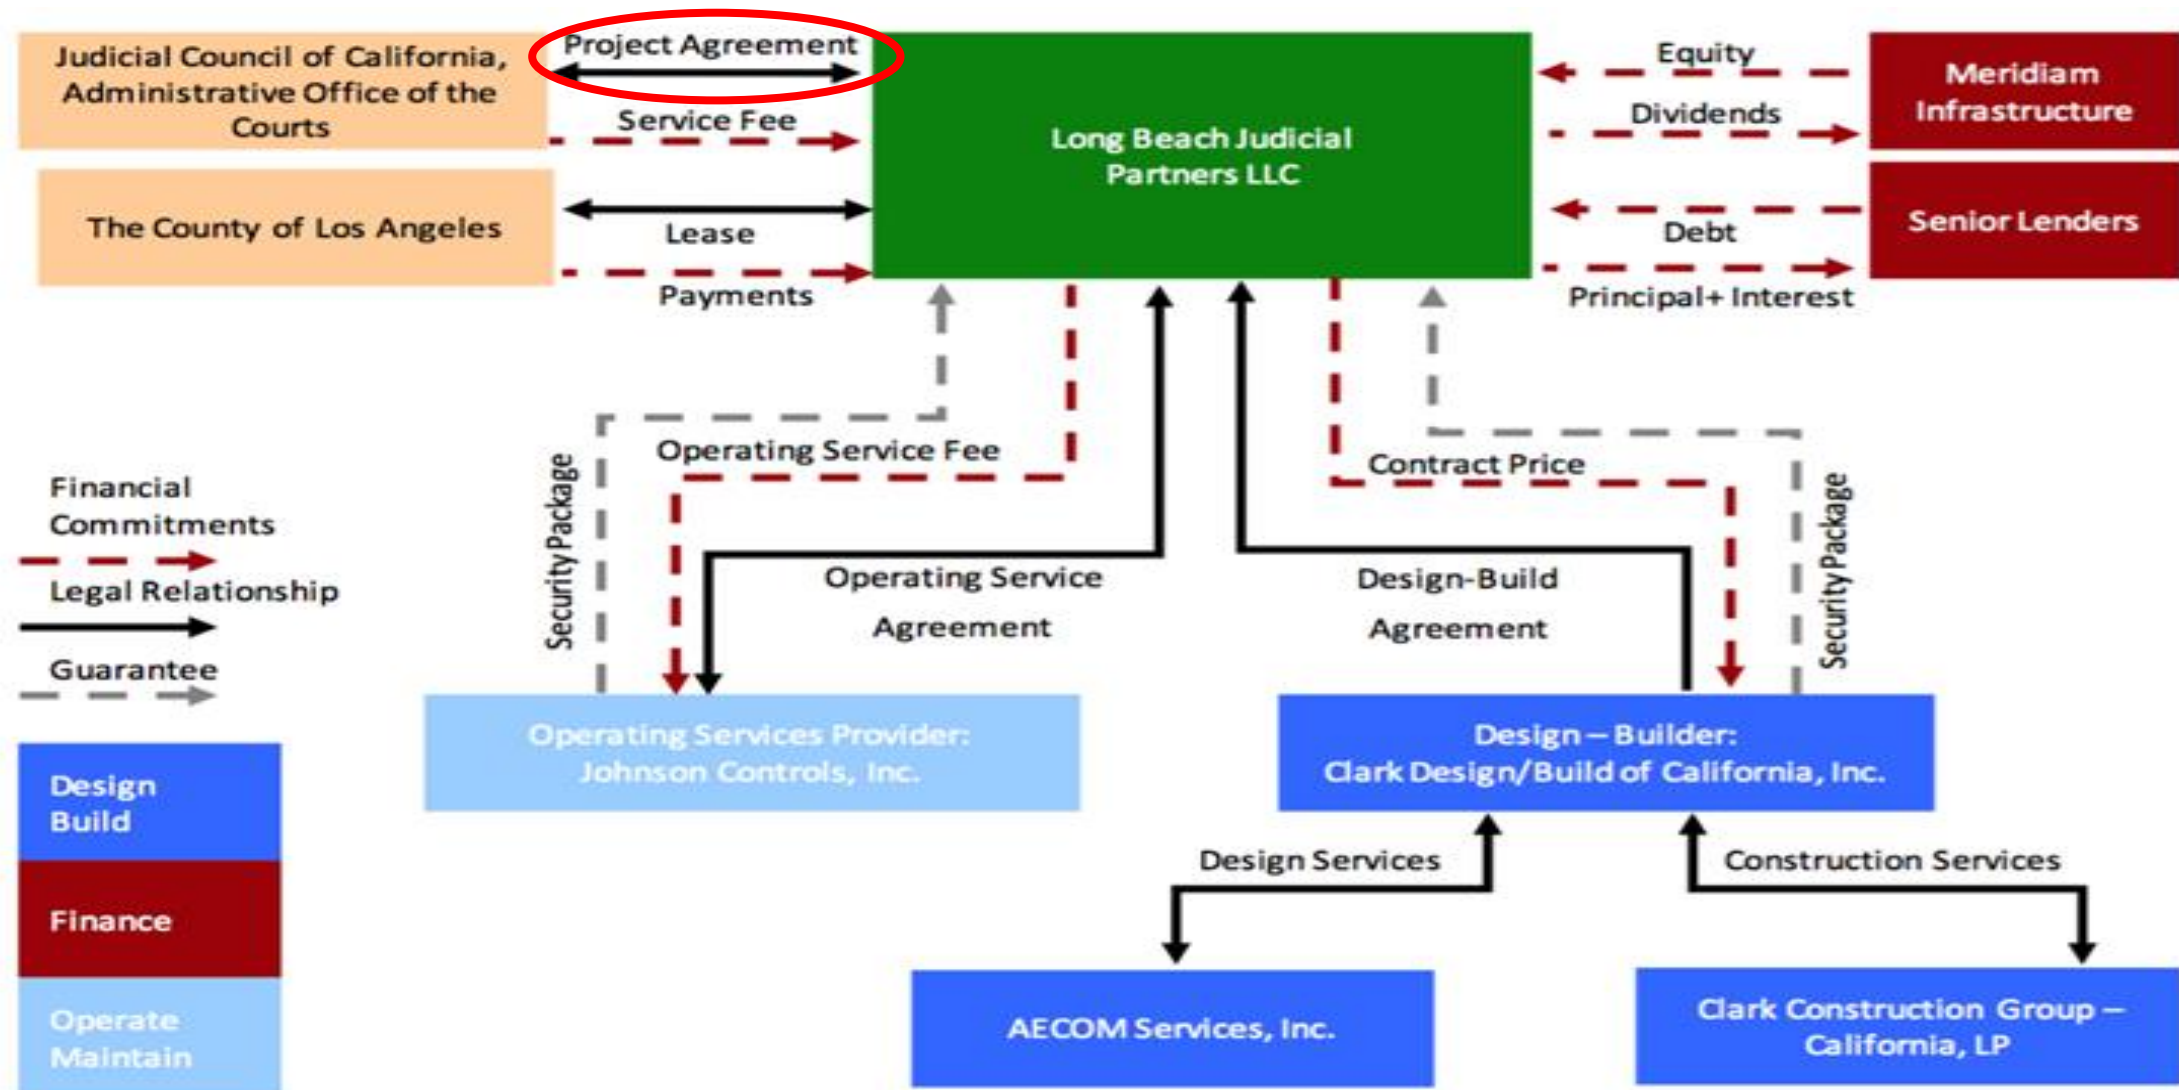 Judicial Council of California,
Administrative Office of the
Courts
Project Agreement
Service Fee
Long Beach Judicial
Partners LLC
Equity
Dividends
Meridiam
Infrastructure
The County of Los Angeles
Lease
Payments
Debt
Principal+ Interest
Senior Lenders
Financial
Commitments
Legal Relationship
Guarantee
Security Package
Operating Service Fee
Operating Service
Agreement
Contract Price
Design-Build
Agreement
Security Package
Operating Services Provider:
Johnson Controls, Inc.
Design – Builder:
Clark Design/Build of California, Inc.
Design
Build
Finance
Operate
Maintain
Design Services
Construction Services
AECOM Services, Inc.
Clark Construction Group –
California, LP